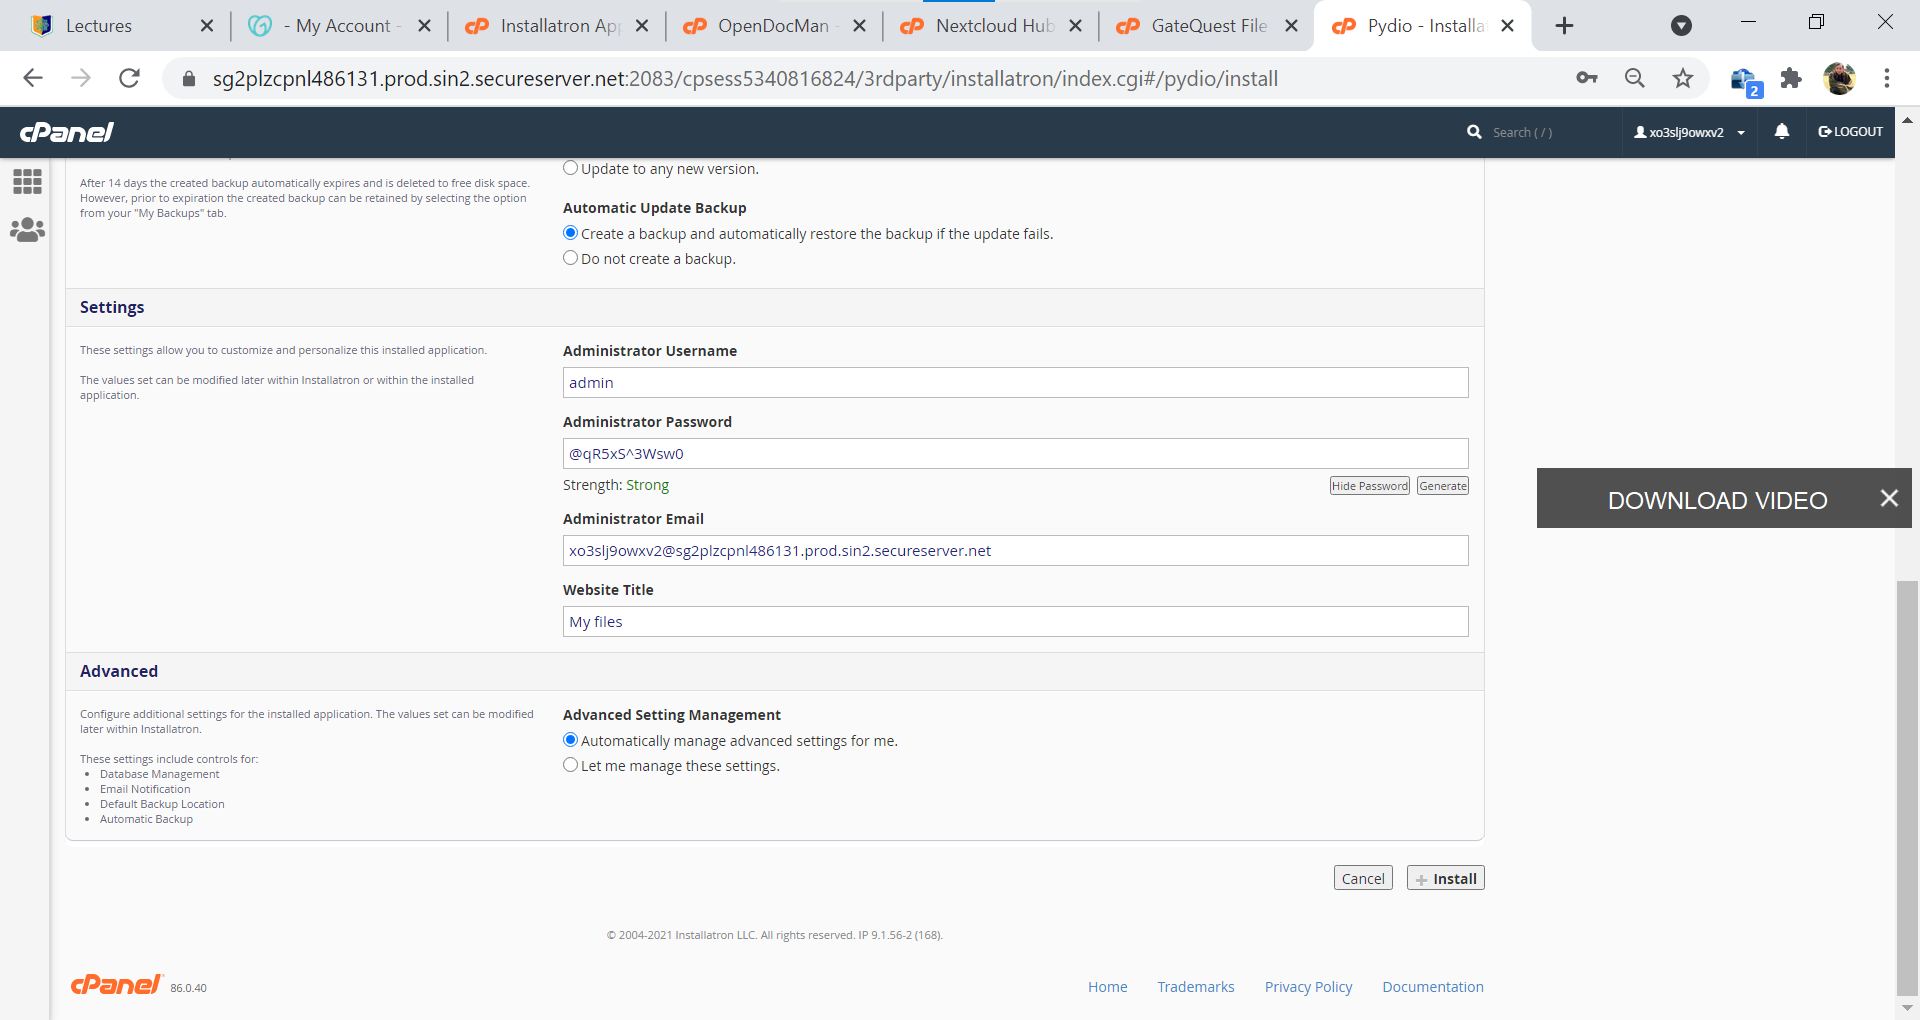 Lectures
- My Account -
Installatron App
OpenDocMan -
Nextcloud Hub
GateQuest File
Pydio - Installa
sg2plzcpnl486131.prod.sin2.secureserver.net:2083/cpsess5340816824/3rdparty/installatron/index.cgi#/pydio/install
2
cPanel
Search ( / )
xo3slj9owxv2
LOGOUT
After 14 days the created backup automatically expires and is deleted to free disk space.
However, prior to expiration the created backup can be retained by selecting the option
from your "My Backups" tab.
Update to any new version.
Automatic Update Backup
Create a backup and automatically restore the backup if the update fails.
Do not create a backup.
Settings
These settings allow you to customize and personalize this installed application.
The values set can be modified later within Installatron or within the installed
application.
Administrator Username
admin
Administrator Password
@qR5xS^3Wsw0
Strength: Strong
Hide Password
Generate
Administrator Email
xo3slj9owxv2@sg2plzcpnl486131.prod.sin2.secureserver.net
Website Title
My files
DOWNLOAD VIDEO
Advanced
Configure additional settings for the installed application. The values set can be modified
later within Installatron.
These settings include controls for:
Database Management
Email Notification
Default Backup Location
Automatic Backup
Advanced Setting Management
Automatically manage advanced settings for me.
Let me manage these settings.
Cancel
Install
© 2004-2021 Installatron LLC. All rights reserved. IP 9.1.56-2 (168).
cPanel 86.0.40
Home
Trademarks
Privacy Policy
Documentation